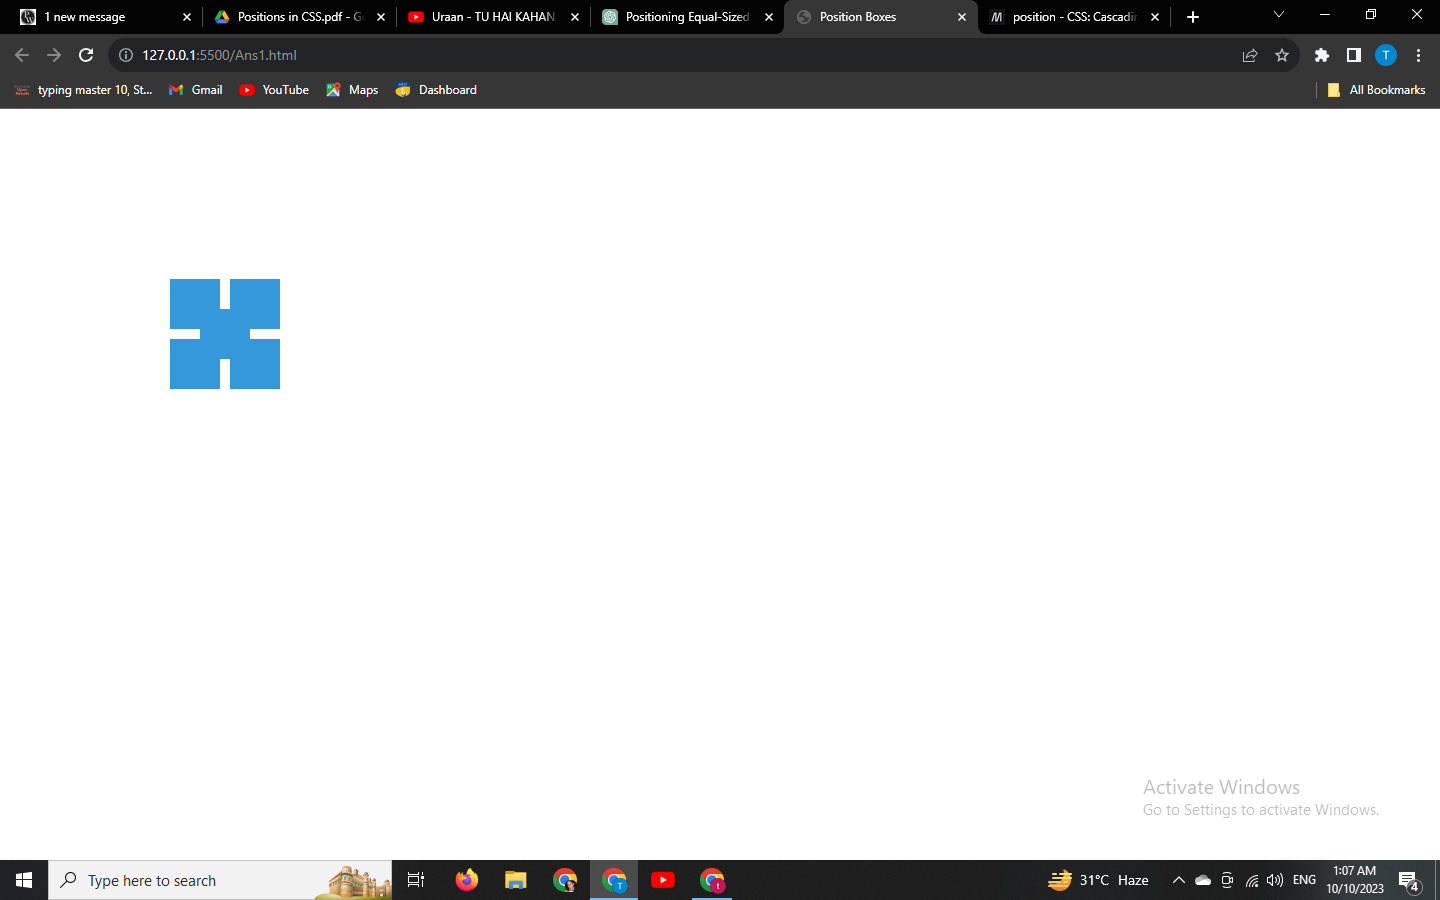 1 new message
Positions in CSS.pdf - G
Uraan - TU HAI KAHAN
Positioning Equal-Sized
Position Boxes
position - CSS: Cascadin
127.0.0.1:5500/Ans1.html
T
typing master 10, St...
Gmail
YouTube
Maps
Dashboard
All Bookmarks
Activate Windows
Go to Settings to activate Windows.
Type here to search
T
t
31°C Haze
ENG
1:07 AM
10/10/2023
4